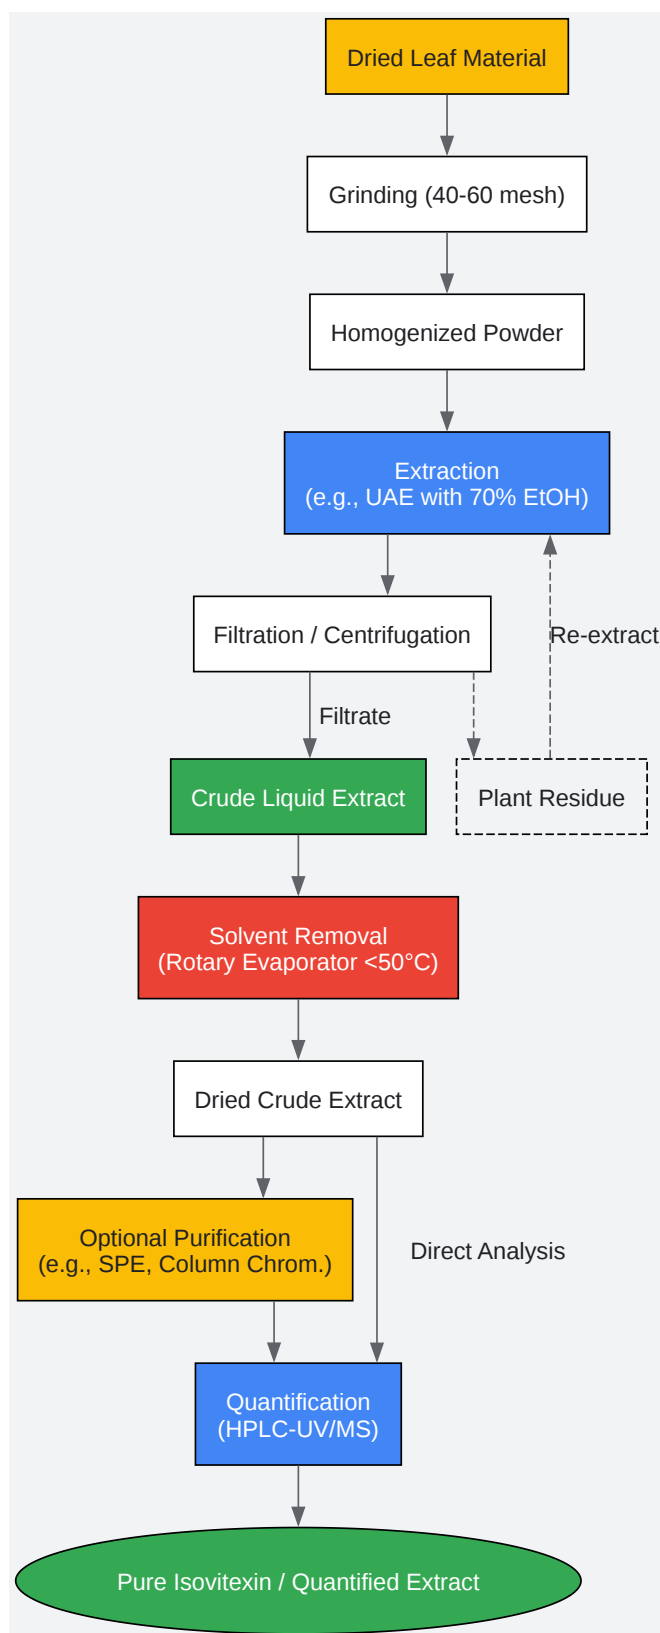 Dried Leaf Material
Grinding (40-60 mesh)
Homogenized Powder
Extraction
(e.g., UAE with 70% EtOH)
Filtration / Centrifugation
Re-extract
Filtrate
Crude Liquid Extract
Plant Residue
Solvent Removal
(Rotary Evaporator <50°C)
Dried Crude Extract
Optional Purification
(e.g., SPE, Column Chrom.)
Direct Analysis
Quantification
(HPLC-UV/MS)
Pure Isovitexin / Quantified Extract